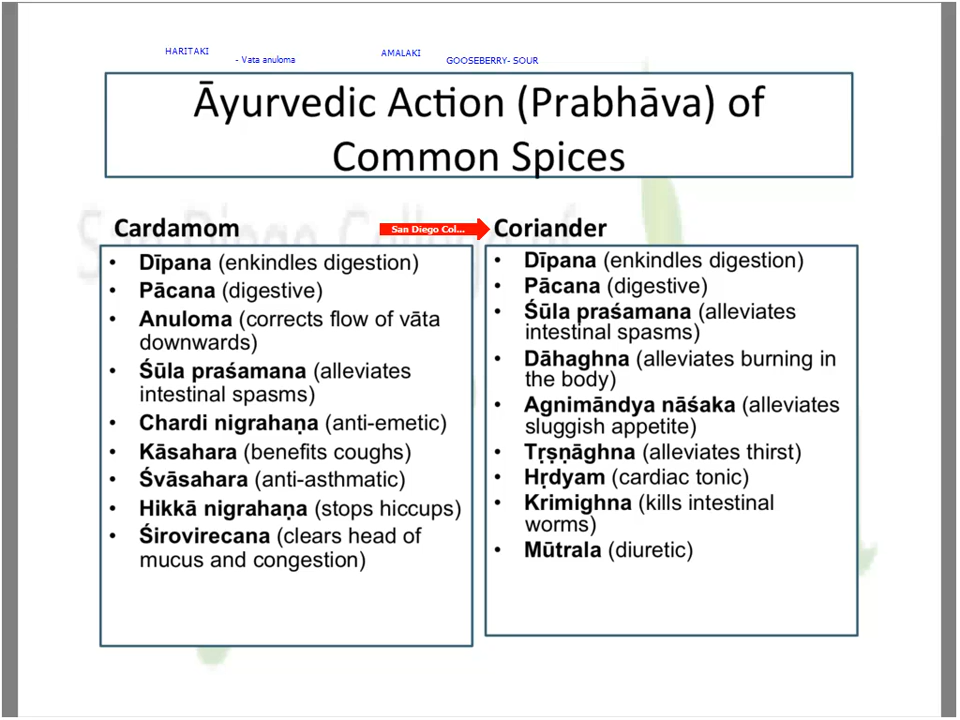 HARITAKI
- Vata anuloma
AMALAKI
GOOSEBERRY- SOUR
Āyurvedic Action (Prabhāva) of
Common Spices
Cardamom
• Dīpana (enkindles digestion)
• Pācana (digestive)
• Anuloma (corrects flow of vāta
downwards)
• Śūla praśamana (alleviates
intestinal spasms)
• Chardi nigrahaṇa (anti-emetic)
• Kāsahara (benefits coughs)
• Śvāsahara (anti-asthmatic)
• Hikkā nigrahaṇa (stops hiccups)
• Śirovirecana (clears head of
mucus and congestion)
San Diego Col...
Coriander
• Dīpana (enkindles digestion)
• Pācana (digestive)
• Śūla praśamana (alleviates
intestinal spasms)
• Dāhaghna (alleviates burning in
the body)
• Agnimāndya nāśaka (alleviates
sluggish appetite)
• Tṛṣṇāghna (alleviates thirst)
• Hṛdyam (cardiac tonic)
• Krimighna (kills intestinal
worms)
• Mūtrala (diuretic)